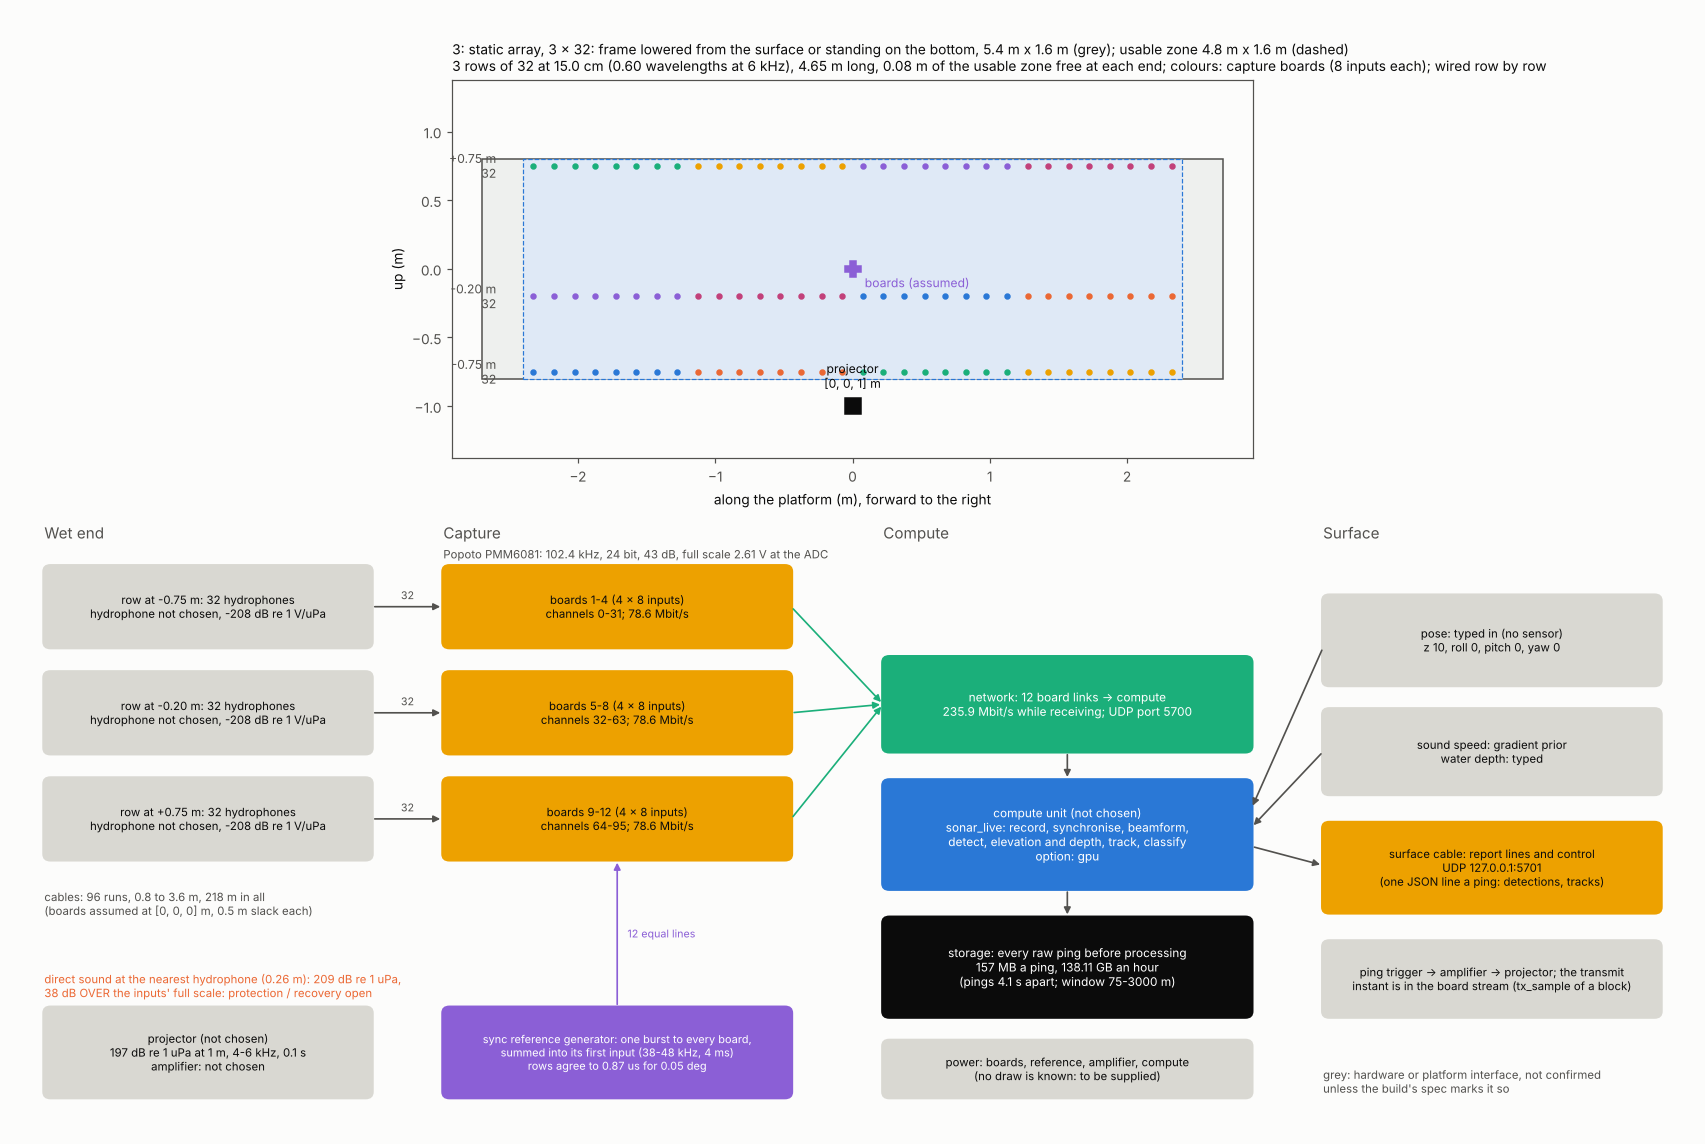 3: static array, 3 × 32: frame lowered from the surface or standing on the bottom, 5.4 m x 1.6 m (grey); usable zone 4.8 m x 1.6 m (dashed)
3 rows of 32 at 15.0 cm (0.60 wavelengths at 6 kHz), 4.65 m long, 0.08 m of the usable zone free at each end; colours: capture boards (8 inputs each); wired row by row
1.0
+0.75 m
32
0.5
0.0
boards (assumed)
-0.20 m
32
−0.5
-0.75 m
32
projector
[0, 0, 1] m
−1.0
up (m)
−2
−1
0
1
2
along the platform (m), forward to the right
Wet end
Capture
Compute
Surface
Popoto PMM6081: 102.4 kHz, 24 bit, 43 dB, full scale 2.61 V at the ADC
row at -0.75 m: 32 hydrophones
hydrophone not chosen, -208 dB re 1 V/uPa
32
boards 1-4 (4 × 8 inputs)
channels 0-31; 78.6 Mbit/s
row at -0.20 m: 32 hydrophones
hydrophone not chosen, -208 dB re 1 V/uPa
32
boards 5-8 (4 × 8 inputs)
channels 32-63; 78.6 Mbit/s
row at +0.75 m: 32 hydrophones
hydrophone not chosen, -208 dB re 1 V/uPa
32
boards 9-12 (4 × 8 inputs)
channels 64-95; 78.6 Mbit/s
cables: 96 runs, 0.8 to 3.6 m, 218 m in all
(boards assumed at [0, 0, 0] m, 0.5 m slack each)
12 equal lines
direct sound at the nearest hydrophone (0.26 m): 209 dB re 1 uPa,
38 dB OVER the inputs' full scale: protection / recovery open
projector (not chosen)
197 dB re 1 uPa at 1 m, 4-6 kHz, 0.1 s
amplifier: not chosen
sync reference generator: one burst to every board,
summed into its first input (38-48 kHz, 4 ms)
rows agree to 0.87 us for 0.05 deg
network: 12 board links → compute
235.9 Mbit/s while receiving; UDP port 5700
compute unit (not chosen)
sonar_live: record, synchronise, beamform,
detect, elevation and depth, track, classify
option: gpu
storage: every raw ping before processing
157 MB a ping, 138.11 GB an hour
(pings 4.1 s apart; window 75-3000 m)
power: boards, reference, amplifier, compute
(no draw is known: to be supplied)
pose: typed in (no sensor)
z 10, roll 0, pitch 0, yaw 0
sound speed: gradient prior
water depth: typed
surface cable: report lines and control
UDP 127.0.0.1:5701
(one JSON line a ping: detections, tracks)
ping trigger → amplifier → projector; the transmit
instant is in the board stream (tx_sample of a block)
grey: hardware or platform interface, not confirmed
unless the build's spec marks it so